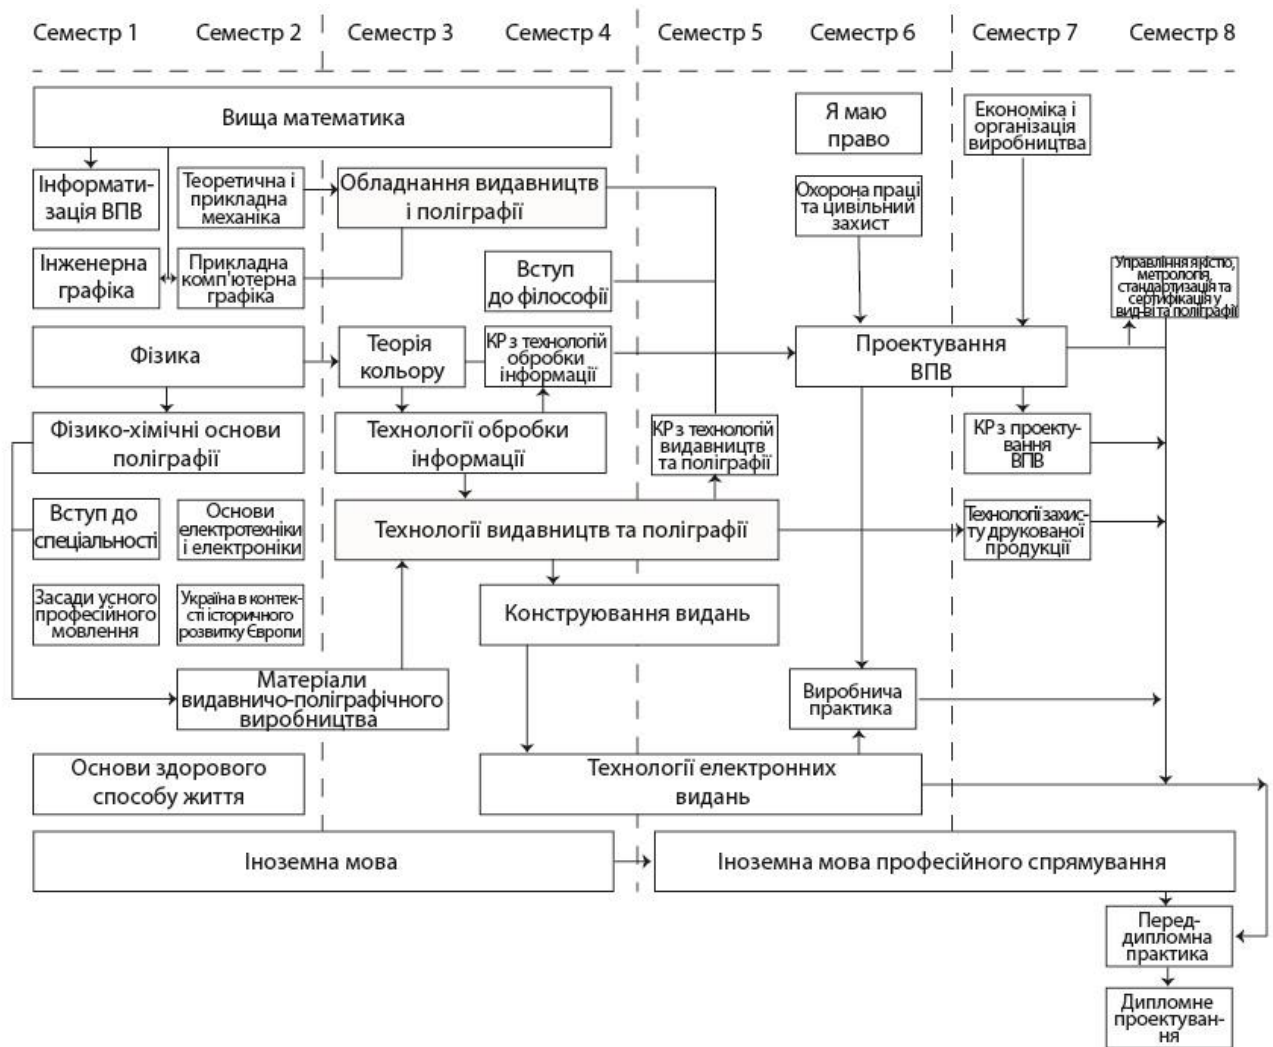 Семестр 1 Семестр 2 Семестр 3 Семестр 4 Семестр 5 Семестр 6 Семестр 7 Семестр 8
Вища математика
Я маю
право
Економіка і
організація
виробництва
Інформати-
зація ВПВ
Теоретична і
прикладна
механіка
Обладнання видавництв
і поліграфії
Охорона праці
та цивільний
захист
Інженерна
графіка
Прикладна
комп'ютерна
графіка
Вступ
до філософії
Управління якістю,
метрологія,
стандартизація та
сертифікація у
вид-ві та поліграфії
Фізика
Теорія
кольору
КР з технологій
обробки
інформації
Проектування
ВПВ
Фізико-хімічні основи
поліграфії
Технології обробки
інформації
КР з технологій
видавництв
та поліграфії
КР з проекту-
вання
ВПВ
Вступ до
спеціальності
Основи
електротехніки
і електроніки
Технології видавництв та поліграфії
Технології захис-
ту друкованої
продукції
Засади усного
професійного
мовлення
Україна в контек-
сті історичного
розвитку Європи
Конструювання видань
Матеріали
видавничо-поліграфічного
виробництва
Виробнича
практика
Основи здорового
способу життя
Технології електронних
видань
Іноземна мова
Іноземна мова професійного спрямування
Перед-
дипломна
практика
Дипломне
проектуван-
ня